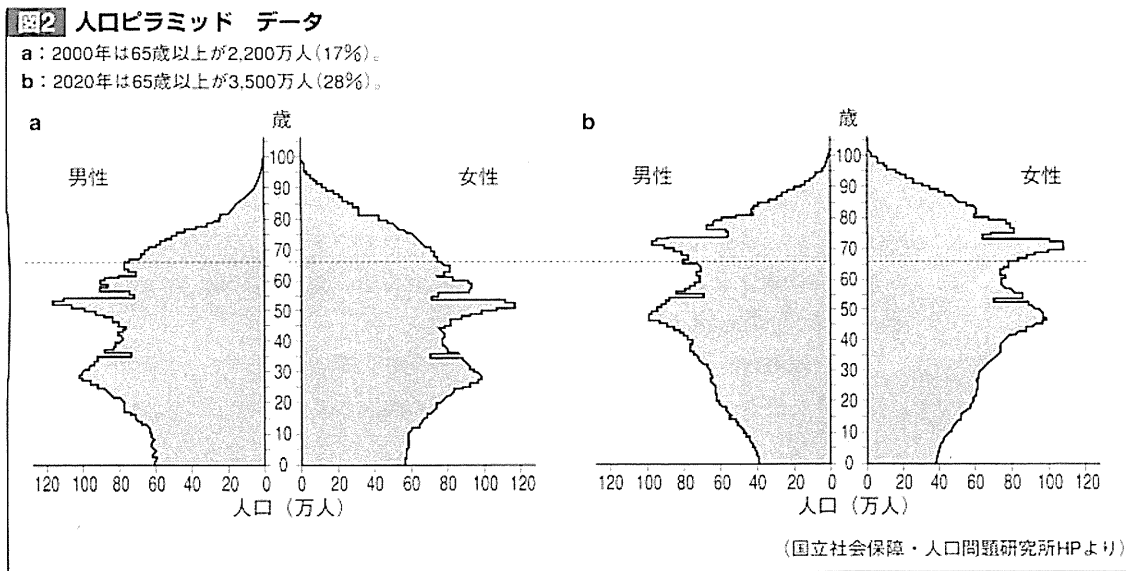 図2 人口ピラミッド データ
a：2000年は65歳以上が2,200万人(17%)。
b：2020年は65歳以上が3,500万人(28%)。
a
歳
男性
女性
100
90
80
70
60
50
40
30
20
10
0
120 100 80 60 40 20 0
0 20 40 60 80 100 120
人口（万人）
b
歳
男性
女性
100
90
80
70
60
50
40
30
20
10
0
120 100 80 60 40 20 0
0 20 40 60 80 100 120
人口（万人）
（国立社会保障・人口問題研究所HPより）